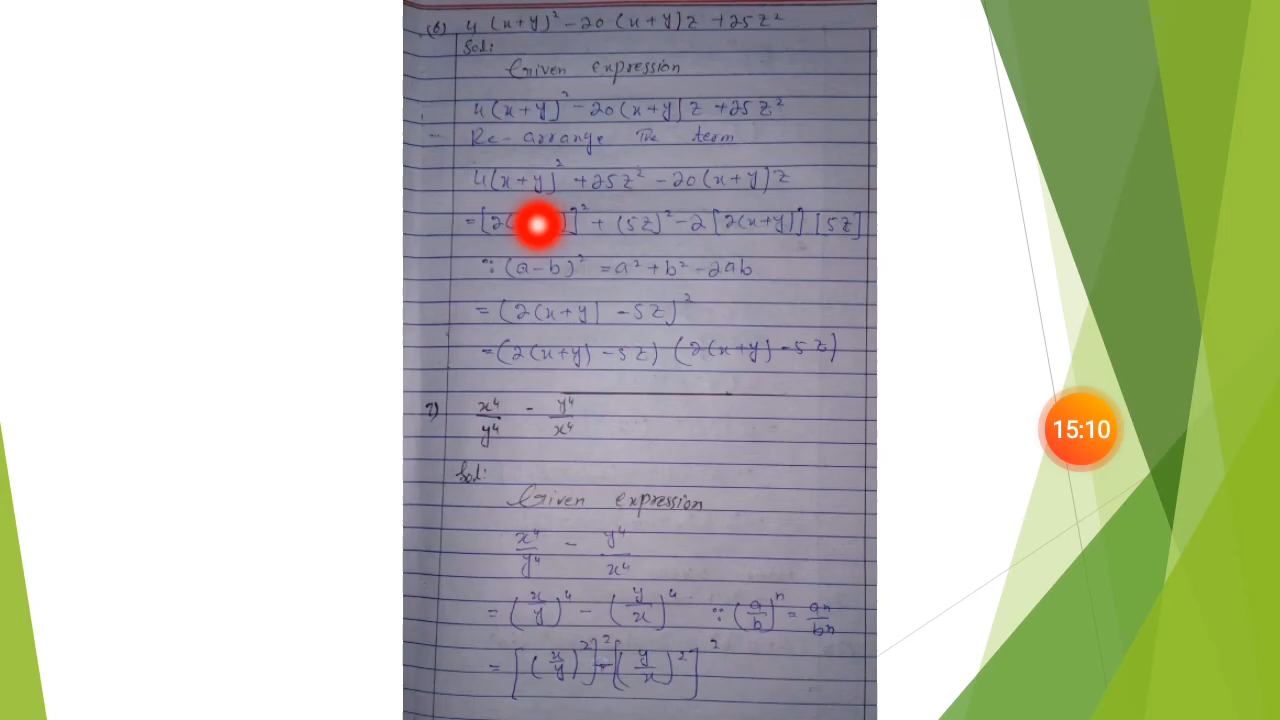 (6) 4(x+y)² - 20(x+y)z + 25z²
Sol:
Given expression
4(x+y)² - 20(x+y)z + 25z²
Re-arrange The term
4(x+y)² + 25z² - 20(x+y)z
= [2( )]² + (5z)² - 2[2(x+y)][5z]
∵ (a-b)² = a² + b² - 2ab
= (2(x+y) - 5z)²
= (2(x+y) - 5z) (2(x+y) - 5z)
7) x⁴/y⁴ - y⁴/x⁴
Sol:
Given expression
x⁴/y⁴ - y⁴/x⁴
= (x/y)⁴ - (y/x)⁴ ∵ (a/b)ⁿ = aⁿ/bⁿ
= [(x/y)²]² - [(y/x)²]²
15:10